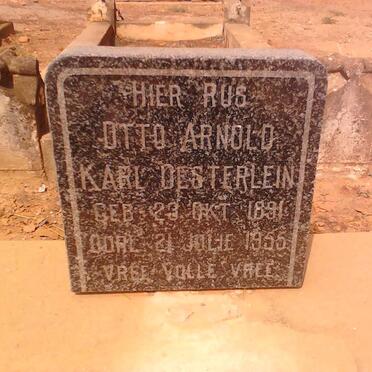 HIER RUS
OTTO ARNOLD
KARL OESTERLEIN
GEB. 23 OKT. 1891
OORL. 21 JULIE 1955
VREE, VOLLE VREE